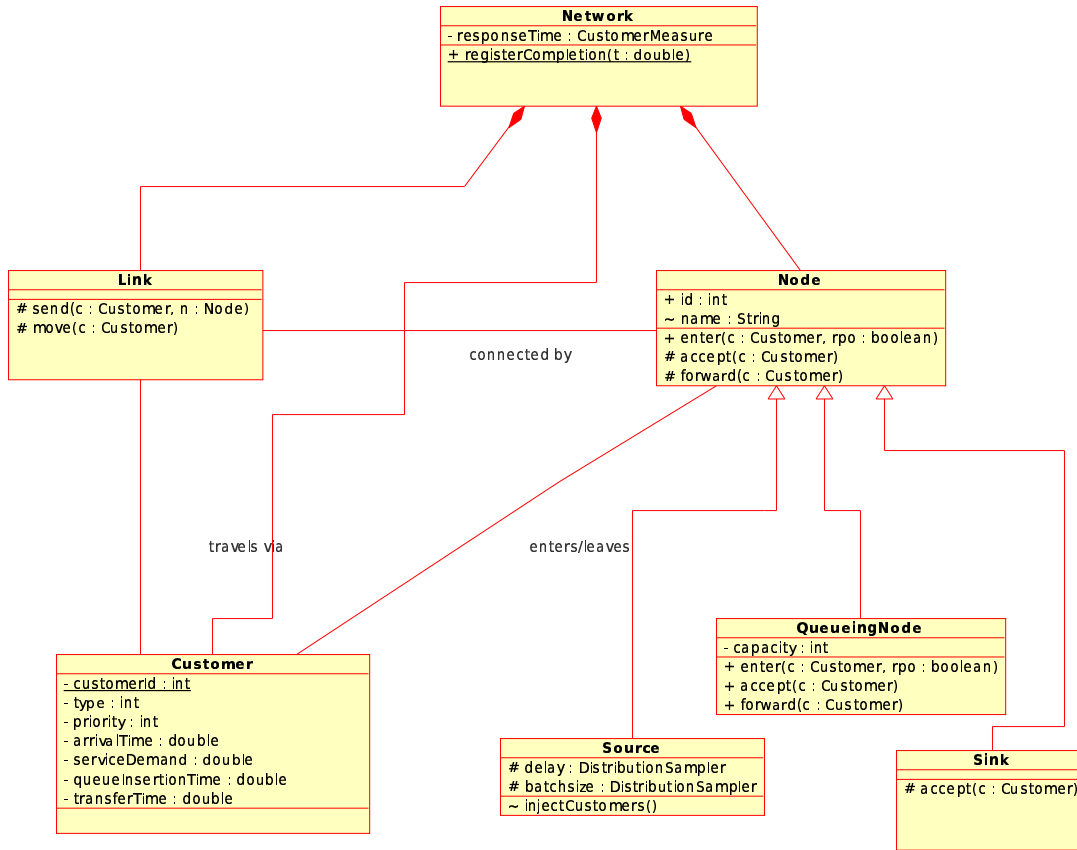 Network
- responseTime : CustomerMeasure
+ registerCompletion(t : double)
Link
# send(c : Customer, n : Node)
# move(c : Customer)
Node
+ id : int
~ name : String
+ enter(c : Customer, rpo : boolean)
# accept(c : Customer)
# forward(c : Customer)
connected by
travels via
enters/leaves
Customer
- customerId : int
- type : int
- priority : int
- arrivalTime : double
- serviceDemand : double
- queueInsertionTime : double
- transferTime : double
QueueingNode
- capacity : int
+ enter(c : Customer, rpo : boolean)
+ accept(c : Customer)
+ forward(c : Customer)
Source
# delay : DistributionSampler
# batchsize : DistributionSampler
~ injectCustomers()
Sink
# accept(c : Customer)